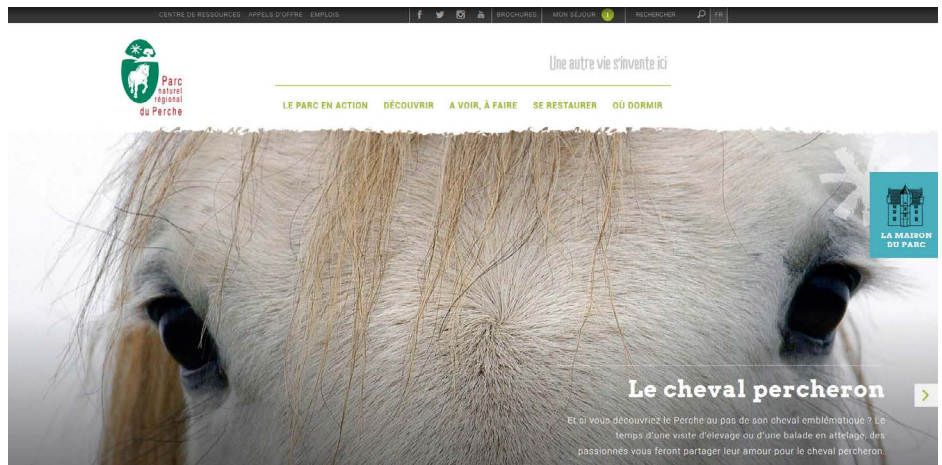 CENTRE DE RESSOURCES APPELS D'OFFRE EMPLOIS BROCHURES MON SÉJOUR 1 RECHERCHER FR
Parc
naturel
régional
du Perche
Une autre vie s'invente ici
LE PARC EN ACTION DÉCOUVRIR A VOIR, À FAIRE SE RESTAURER OÙ DORMIR
LA MAISON
DU PARC
Le cheval percheron
Et si vous découvriez le Perche au pas de son cheval emblématique ? Le
temps d'une visite d'élevage ou d'une balade en attelage, des
passionnés vous feront partager leur amour pour le cheval percheron.